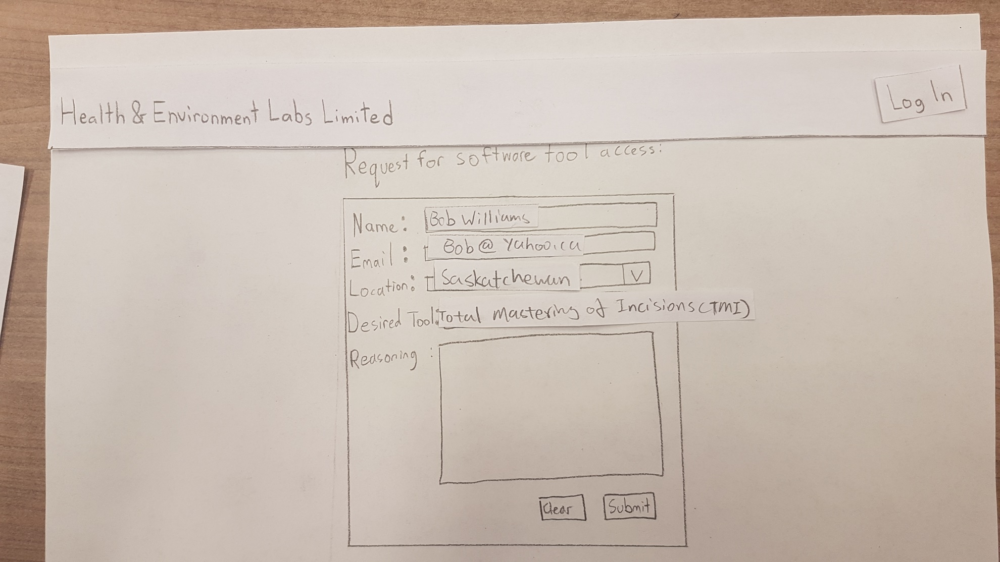 Health & Environment Labs Limited
Log In
Request for software tool access:
Name: Bob Williams
Email: Bob@Yahoo.ca
Location: Saskatchewan V
Desired Tool: Total Mastering of Incisions (TMI)
Reasoning:
Clear Submit